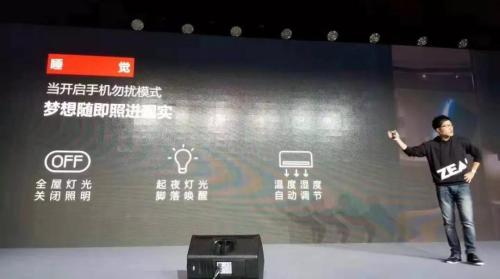 睡 觉
当开启手机勿扰模式
梦想随即照进现实
OFF
全屋灯光
关闭照明
起夜灯光
脚落唤醒
温度湿度
自动调节
ZEA